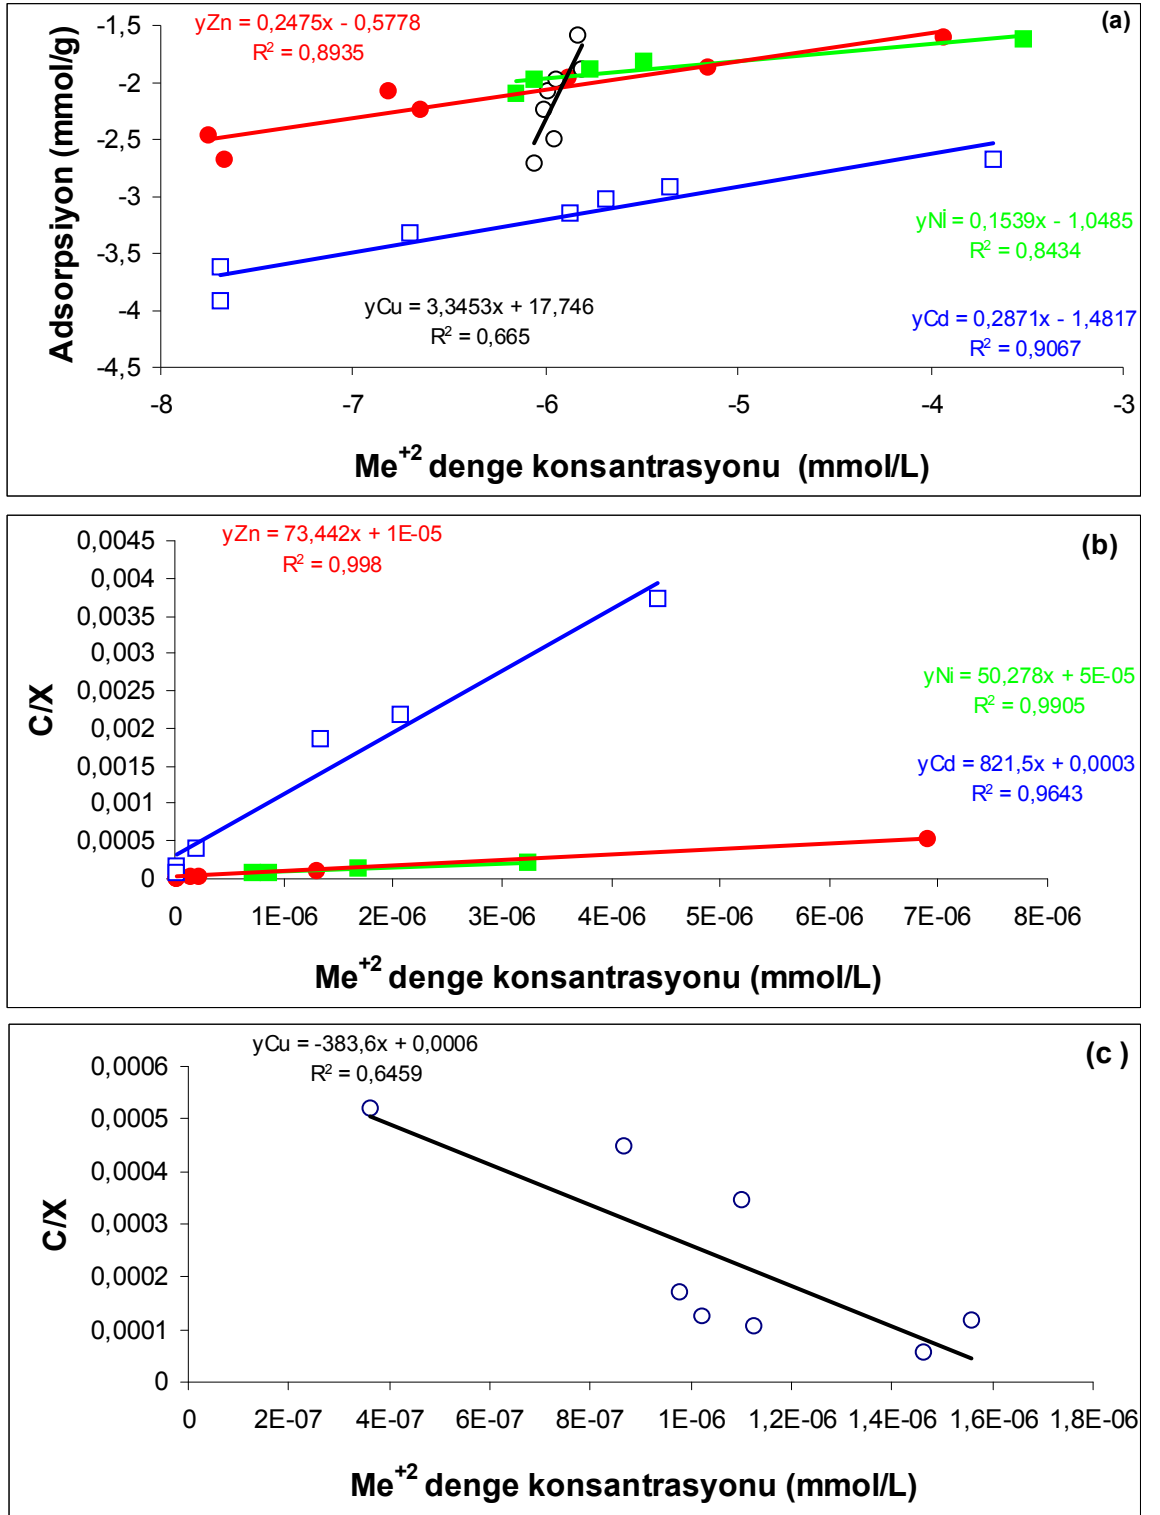 yZn = 0,2475x - 0,5778
R² = 0,8935
(a)
Adsorpsiyon (mmol/g)
-1,5
-2
-2,5
-3
-3,5
-4
-4,5
yNİ = 0,1539x - 1,0485
R² = 0,8434
yCu = 3,3453x + 17,746
R² = 0,665
yCd = 0,2871x - 1,4817
R² = 0,9067
-8 -7 -6 -5 -4 -3
Me⁺² denge konsantrasyonu (mmol/L)
yZn = 73,442x + 1E-05
R² = 0,998
(b)
C/X
0,0045
0,004
0,0035
0,003
0,0025
0,002
0,0015
0,001
0,0005
0
yNi = 50,278x + 5E-05
R² = 0,9905
yCd = 821,5x + 0,0003
R² = 0,9643
0 1E-06 2E-06 3E-06 4E-06 5E-06 6E-06 7E-06 8E-06
Me⁺² denge konsantrasyonu (mmol/L)
yCu = -383,6x + 0,0006
R² = 0,6459
(c )
C/X
0,0006
0,0005
0,0004
0,0003
0,0002
0,0001
0
0 2E-07 4E-07 6E-07 8E-07 1E-06 1,2E-06 1,4E-06 1,6E-06 1,8E-06
Me⁺² denge konsantrasyonu (mmol/L)